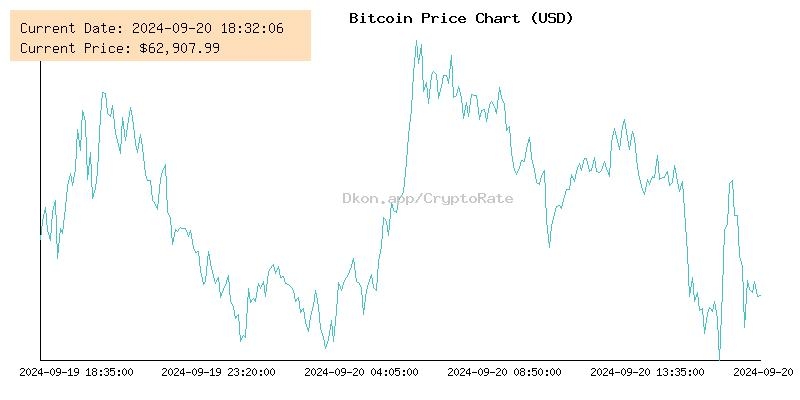 Bitcoin Price Chart (USD)
Current Date: 2024-09-20 18:32:06
Current Price: $62,907.99
Dkon.app/CryptoRate
2024-09-19 18:35:00
2024-09-19 23:20:00
2024-09-20 04:05:00
2024-09-20 08:50:00
2024-09-20 13:35:00
2024-09-20